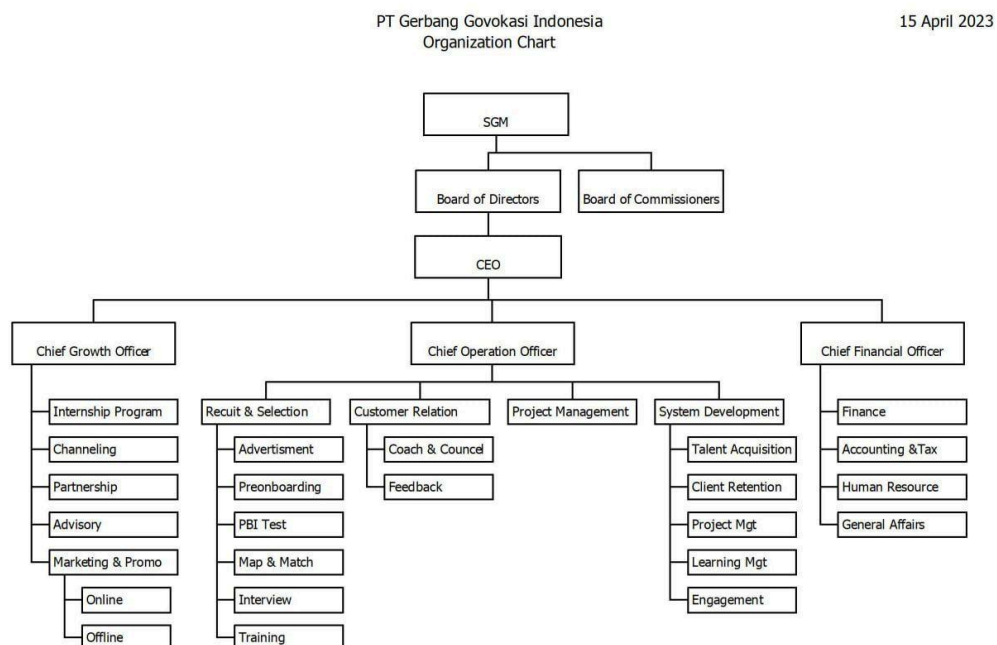 PT Gerbang Govokasi Indonesia
Organization Chart
15 April 2023
SGM
Board of Directors
Board of Commissioners
CEO
Chief Growth Officer
Chief Operation Officer
Chief Financial Officer
Internship Program
Channeling
Partnership
Advisory
Marketing & Promo
Online
Offline
Recuit & Selection
Advertisment
Preonboarding
PBI Test
Map & Match
Interview
Training
Customer Relation
Coach & Councel
Feedback
Project Management
System Development
Talent Acquisition
Client Retention
Project Mgt
Learning Mgt
Engagement
Finance
Accounting &Tax
Human Resource
General Affairs